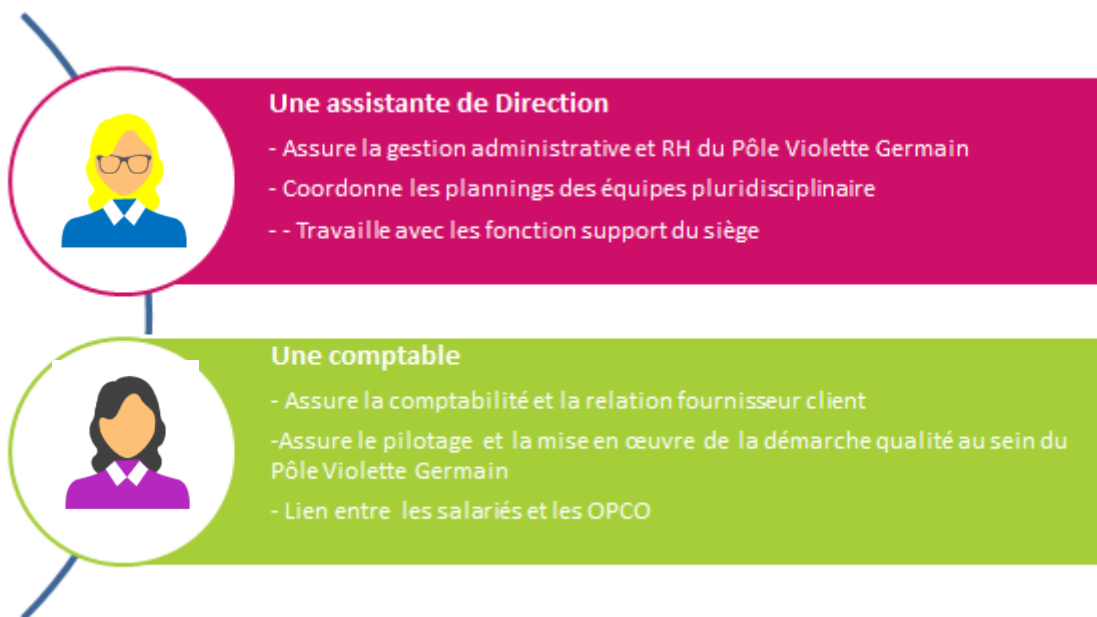 Une assistante de Direction
- Assure la gestion administrative et RH du Pôle Violette Germain
- Coordonne les plannings des équipes pluridisciplinaire
- - Travaille avec les fonction support du siège
Une comptable
- Assure la comptabilité et la relation fournisseur client
-Assure le pilotage et la mise en œuvre de la démarche qualité au sein du
Pôle Violette Germain
- Lien entre les salariés et les OPCO